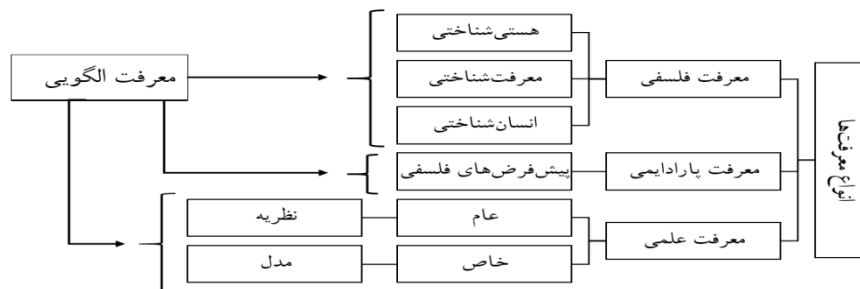 انواع معرفت‌ها
معرفت فلسفی
هستی‌شناختی
معرفت‌شناختی
انسان‌شناختی
معرفت پارادایمی
پیش‌فرض‌های فلسفی
معرفت علمی
عام
نظریه
خاص
مدل
معرفت الگویی